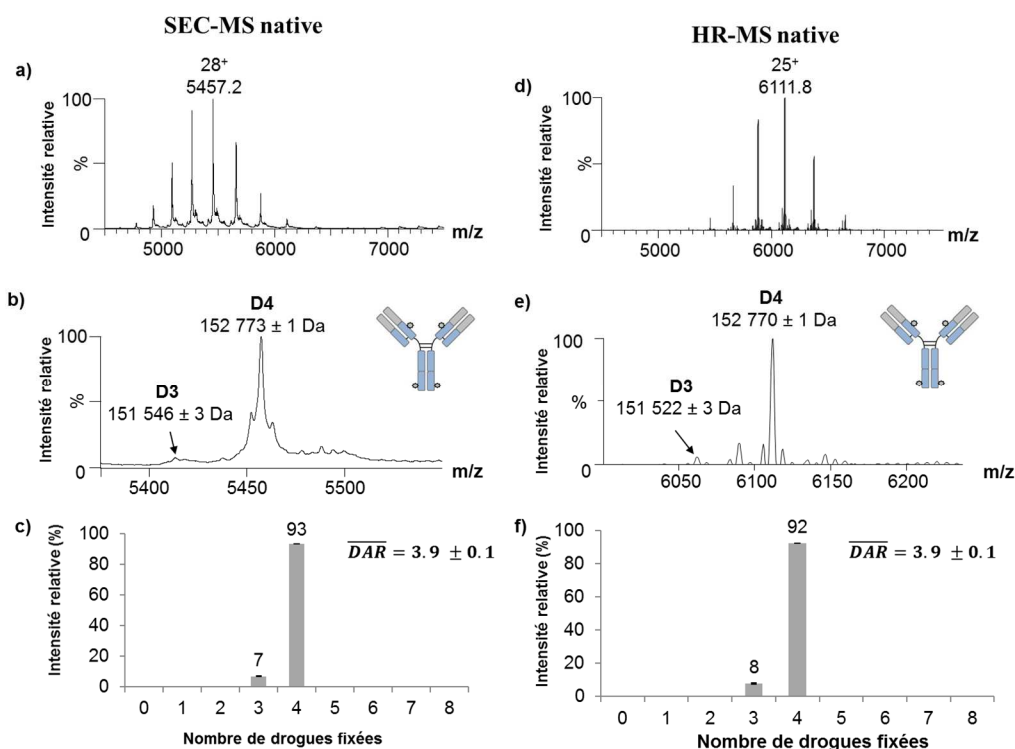 SEC-MS native
HR-MS native
a)
28⁺
5457.2
Intensité relative
100
%
0
5000
6000
7000
m/z
d)
25⁺
6111.8
Intensité relative
100
%
0
5000
6000
7000
m/z
b)
D4
152 773 ± 1 Da
D3
151 546 ± 3 Da
Intensité relative
100
%
0
5400
5450
5500
m/z
e)
D4
152 770 ± 1 Da
D3
151 522 ± 3 Da
Intensité relative
100
%
0
6050
6100
6150
6200
m/z
c)
Intensité relative (%)
100
80
60
40
20
0
7
93
DAR = 3.9 ± 0.1
0 1 2 3 4 5 6 7 8
Nombre de drogues fixées
f)
Intensité relative (%)
100
80
60
40
20
0
8
92
DAR = 3.9 ± 0.1
0 1 2 3 4 5 6 7 8
Nombre de drogues fixées